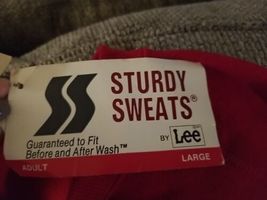 STURDY
SWEATS®
BY Lee
Guaranteed to Fit
Before and After Wash™
ADULT
LARGE